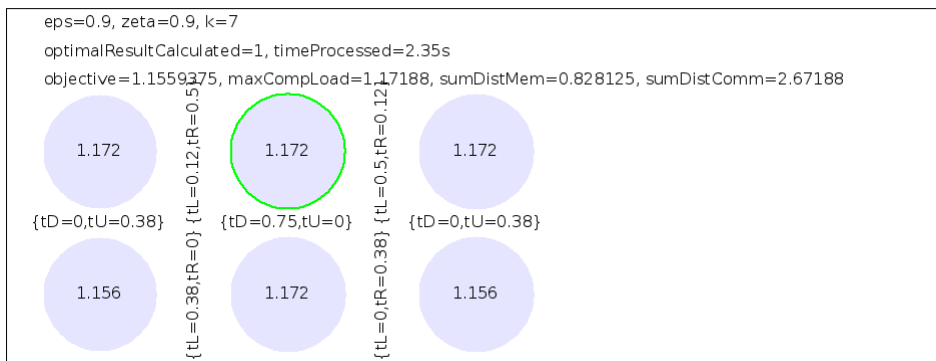 eps=0.9, zeta=0.9, k=7
optimalResultCalculated=1, timeProcessed=2.35s
objective=1.1559375, maxCompLoad=1.17188, sumDistMem=0.828125, sumDistComm=2.67188
1.172
{tL=0.12,tR=0.5}
1.172
{tL=0.5,tR=0.12}
1.172
{tD=0,tU=0.38}
{tD=0.75,tU=0}
{tD=0,tU=0.38}
1.156
{tL=0.38,tR=0}
1.172
{tL=0,tR=0.38}
1.156